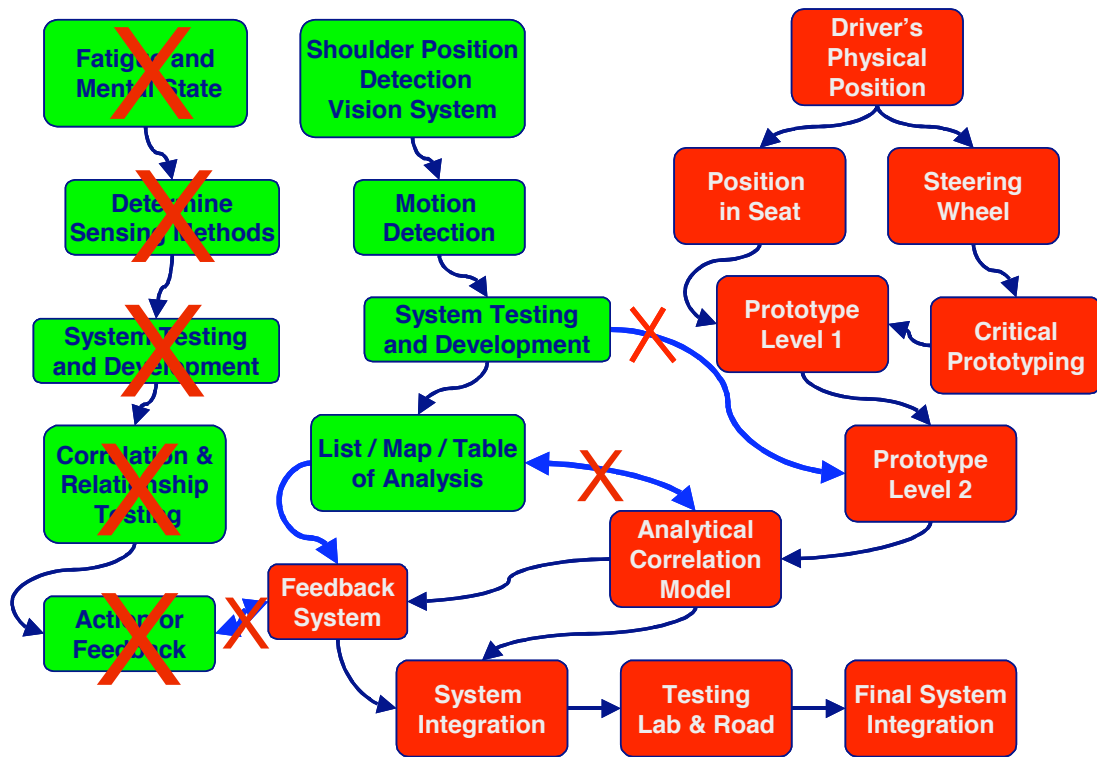 Fatigue and
Mental State
Shoulder Position
Detection
Vision System
Driver's
Physical
Position
Determine
Sensing Methods
Motion
Detection
Position
in Seat
Steering
Wheel
System Testing
and Development
System Testing
and Development
Prototype
Level 1
Critical
Prototyping
Correlation &
Relationship
Testing
List / Map / Table
of Analysis
Prototype
Level 2
Analytical
Correlation
Model
Action or
Feedback
Feedback
System
System
Integration
Testing
Lab & Road
Final System
Integration